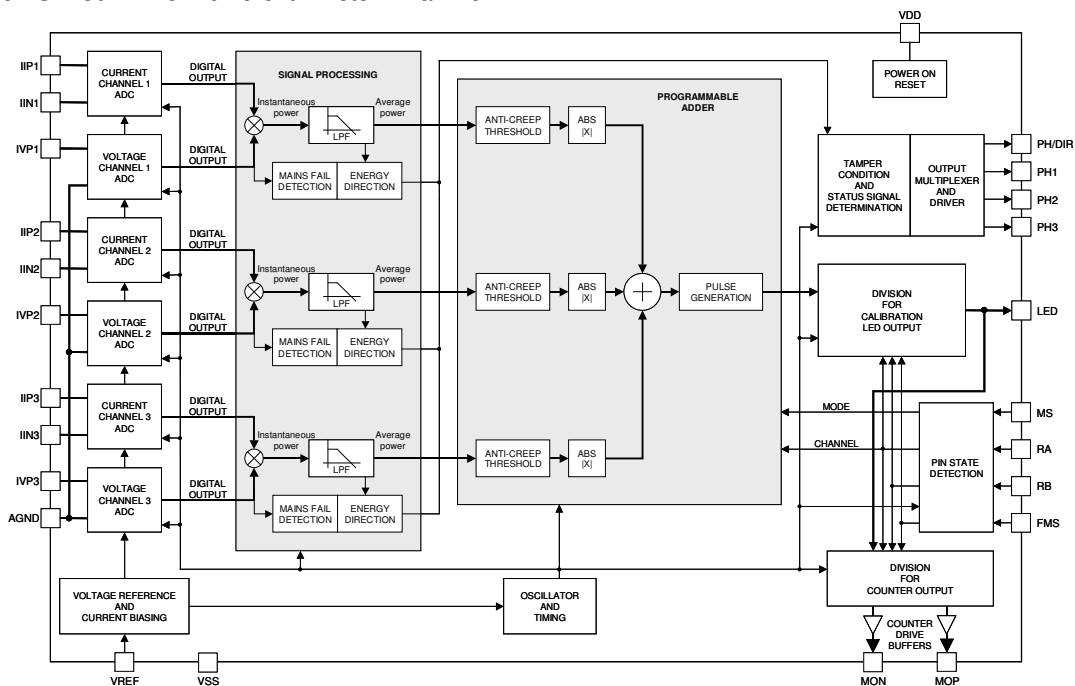 VDD
IIP1
IIN1
IVP1
IIP2
IIN2
IVP2
IIP3
IIN3
IVP3
AGND
CURRENT
CHANNEL 1
ADC
VOLTAGE
CHANNEL 1
ADC
CURRENT
CHANNEL 2
ADC
VOLTAGE
CHANNEL 2
ADC
CURRENT
CHANNEL 3
ADC
VOLTAGE
CHANNEL 3
ADC
DIGITAL
OUTPUT
DIGITAL
OUTPUT
DIGITAL
OUTPUT
DIGITAL
OUTPUT
DIGITAL
OUTPUT
DIGITAL
OUTPUT
SIGNAL PROCESSING
Instantaneous
power
LPF
Average
power
MAINS FAIL
DETECTION
ENERGY
DIRECTION
Instantaneous
power
LPF
Average
power
MAINS FAIL
DETECTION
ENERGY
DIRECTION
Instantaneous
power
LPF
Average
power
MAINS FAIL
DETECTION
ENERGY
DIRECTION
PROGRAMMABLE
ADDER
ANTI-CREEP
THRESHOLD
ABS
|X|
ANTI-CREEP
THRESHOLD
ABS
|X|
PULSE
GENERATION
ANTI-CREEP
THRESHOLD
ABS
|X|
POWER ON
RESET
TAMPER
CONDITION
AND
STATUS SIGNAL
DETERMINATION
OUTPUT
MULTIPLEXER
AND
DRIVER
PH/DIR
PH1
PH2
PH3
DIVISION
FOR
CALIBRATION
LED OUTPUT
LED
MODE
CHANNEL
PIN STATE
DETECTION
MS
RA
RB
FMS
DIVISION
FOR
COUNTER OUTPUT
COUNTER
DRIVE
BUFFERS
VOLTAGE REFERENCE
AND
CURRENT BIASING
OSCILLATOR
AND
TIMING
VREF
VSS
MON
MOP